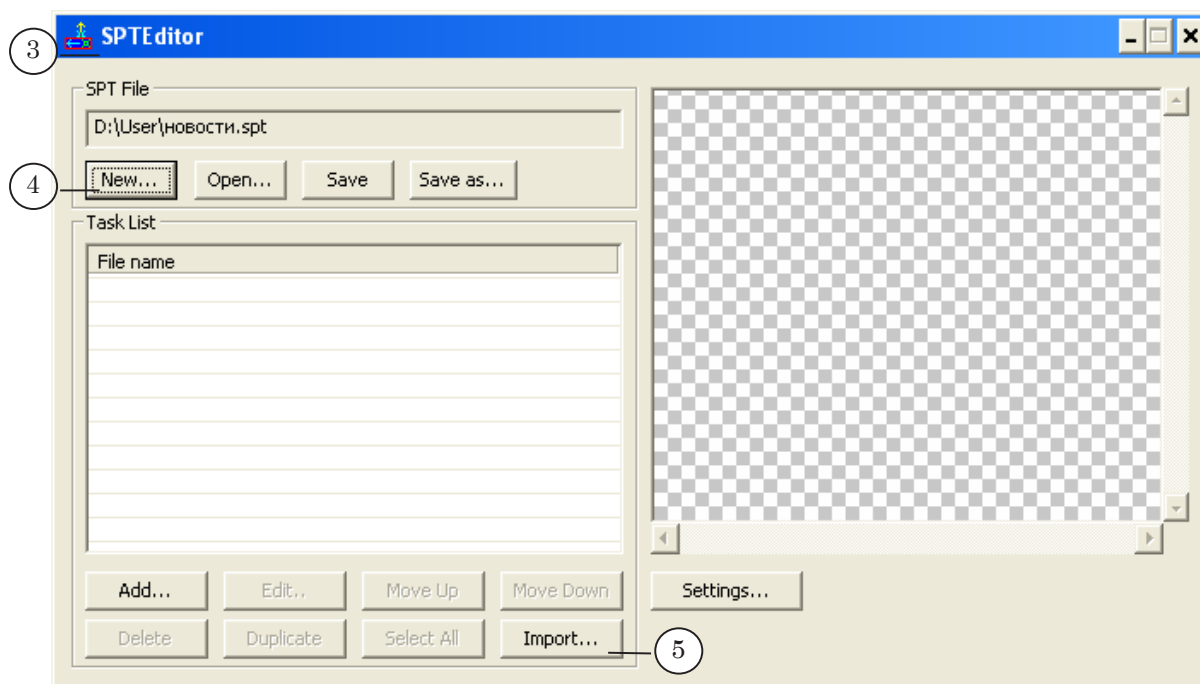 3
SPTEditor
SPT File
D:\User\новости.spt
4
New... Open... Save Save as...
Task List
File name
Add... Edit.. Move Up Move Down Settings...
Delete Duplicate Select All Import...
5